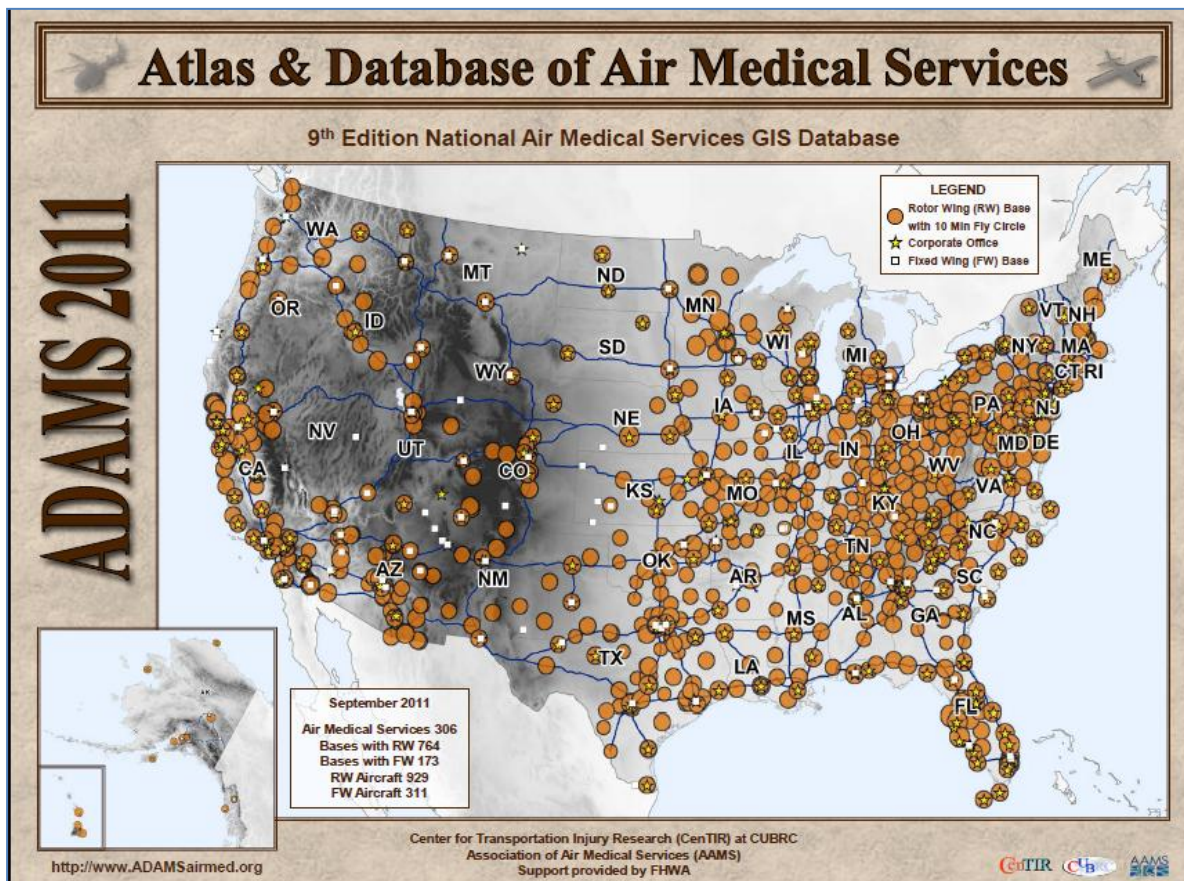 Atlas & Database of Air Medical Services
9th Edition National Air Medical Services GIS Database
ADAMS 2011
LEGEND
Rotor Wing (RW) Base
with 10 Min Fly Circle
Corporate Office
Fixed Wing (FW) Base
WA
MT
ND
MN
ME
OR
ID
SD
WI
MI
VT
NH
NY
MA
CT
RI
WY
NE
IA
PA
NJ
NV
UT
CO
IL
IN
OH
MD
DE
CA
KS
MO
KY
WV
VA
AZ
NM
OK
AR
TN
NC
SC
TX
LA
MS
AL
GA
FL
AK
September 2011
Air Medical Services 306
Bases with RW 764
Bases with FW 173
RW Aircraft 929
FW Aircraft 311
http://www.ADAMSairmed.org
Center for Transportation Injury Research (CenTIR) at CUBRC
Association of Air Medical Services (AAMS)
Support provided by FHWA
CenTIR
CUBRC
AAMS